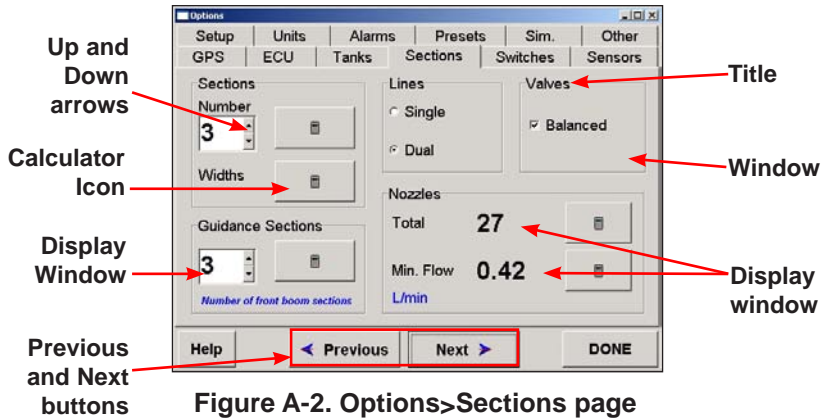 Options
Setup Units Alarms Presets Sim. Other
GPS ECU Tanks Sections Switches Sensors
Up and
Down
arrows
Calculator
Icon
Display
Window
Previous
and Next
buttons
Sections
Number
3
Widths
Guidance Sections
3
Number of front boom sections
Lines
Single
Dual
Valves
Balanced
Nozzles
Total 27
Min. Flow 0.42
L/min
Title
Window
Display
window
Help Previous Next DONE
Figure A-2. Options>Sections page